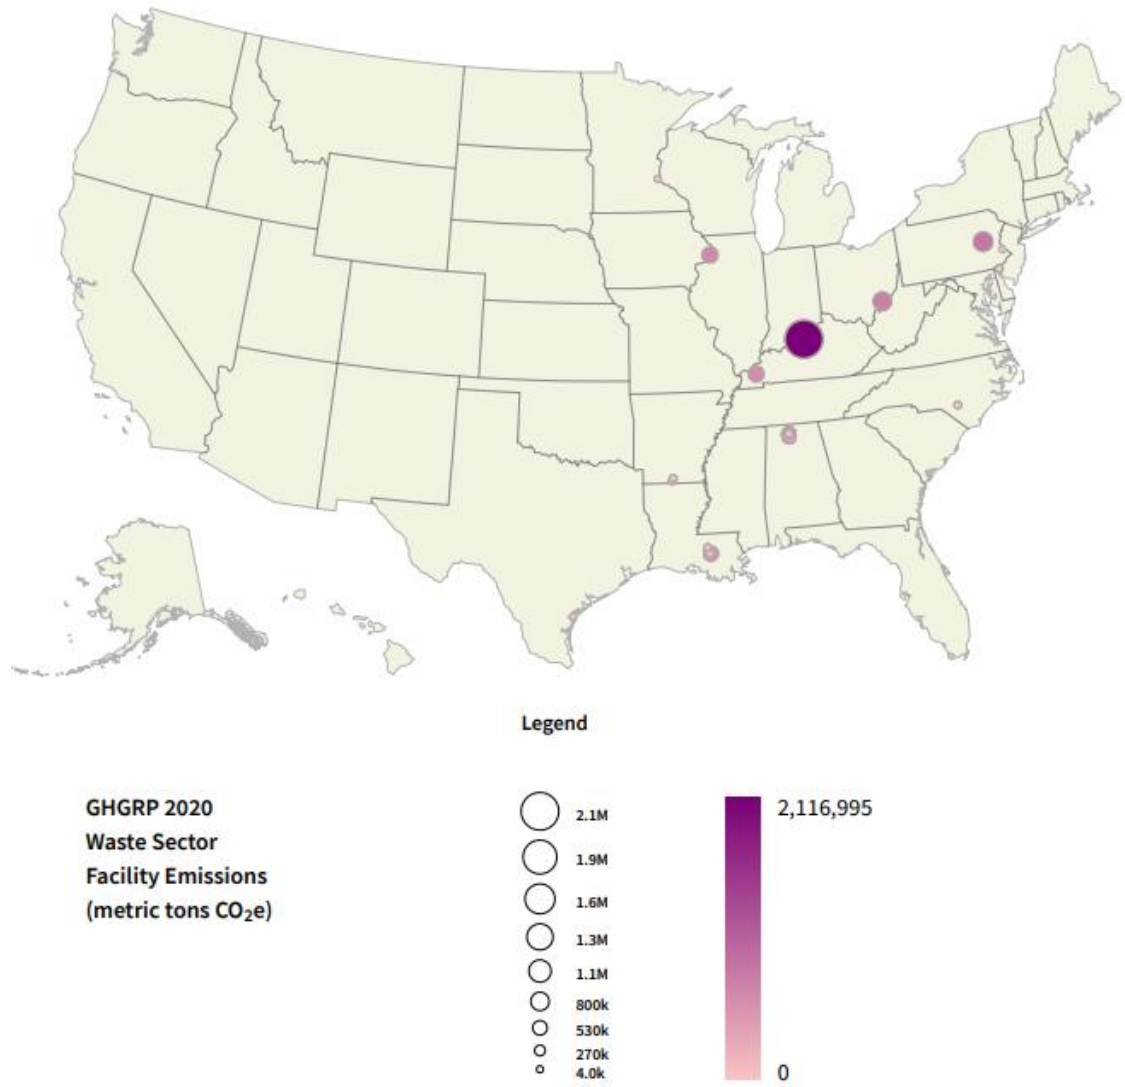 Legend
GHGRP 2020
Waste Sector
Facility Emissions
(metric tons CO₂e)
2.1M
1.9M
1.6M
1.3M
1.1M
800k
530k
270k
4.0k
2,116,995
0